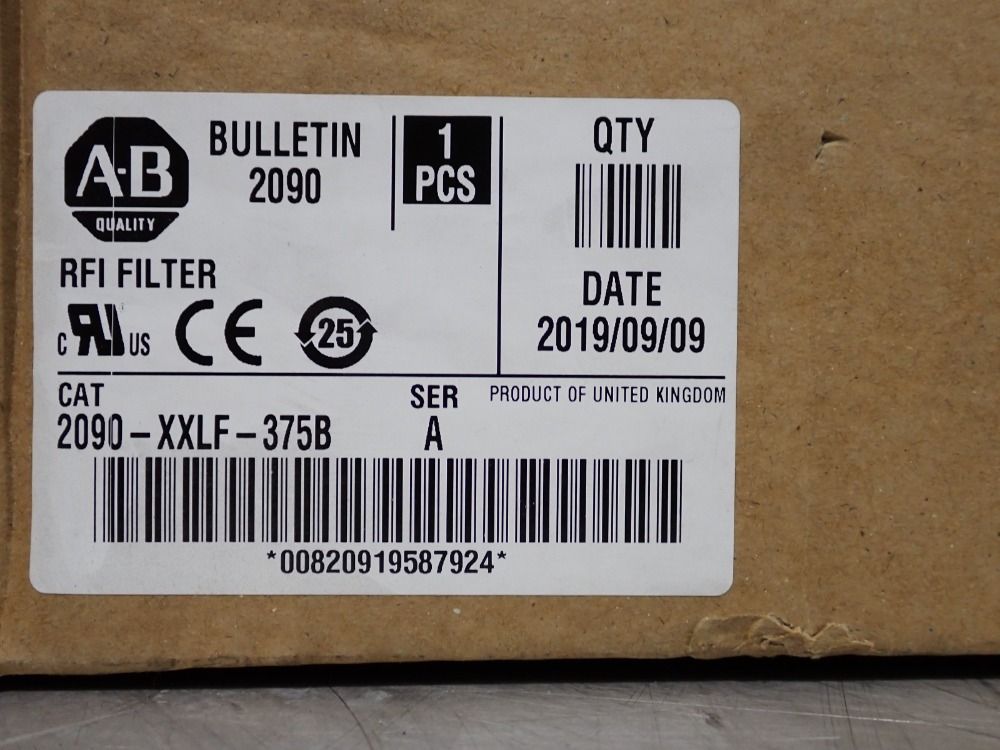 A-B
QUALITY
BULLETIN
2090
1
PCS
QTY
RFI FILTER
DATE
2019/09/09
C RU US CE 25
CAT
2090-XXLF-375B
SER
A
PRODUCT OF UNITED KINGDOM
*00820919587924*